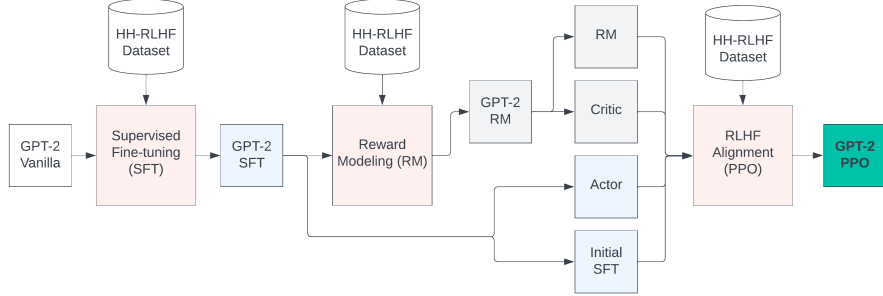 HH-RLHF
Dataset
HH-RLHF
Dataset
HH-RLHF
Dataset
GPT-2
Vanilla
Supervised
Fine-tuning
(SFT)
GPT-2
SFT
Reward
Modeling (RM)
GPT-2
RM
RM
Critic
Actor
Initial
SFT
RLHF
Alignment
(PPO)
GPT-2
PPO